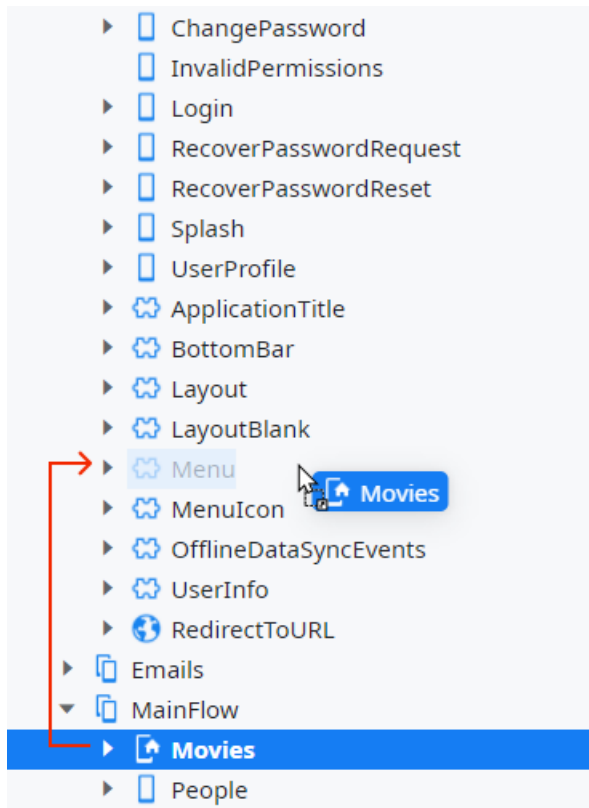 ChangePassword
InvalidPermissions
Login
RecoverPasswordRequest
RecoverPasswordReset
Splash
UserProfile
ApplicationTitle
BottomBar
Layout
LayoutBlank
Menu
Movies
MenuIcon
OfflineDataSyncEvents
UserInfo
RedirectToURL
Emails
MainFlow
Movies
People